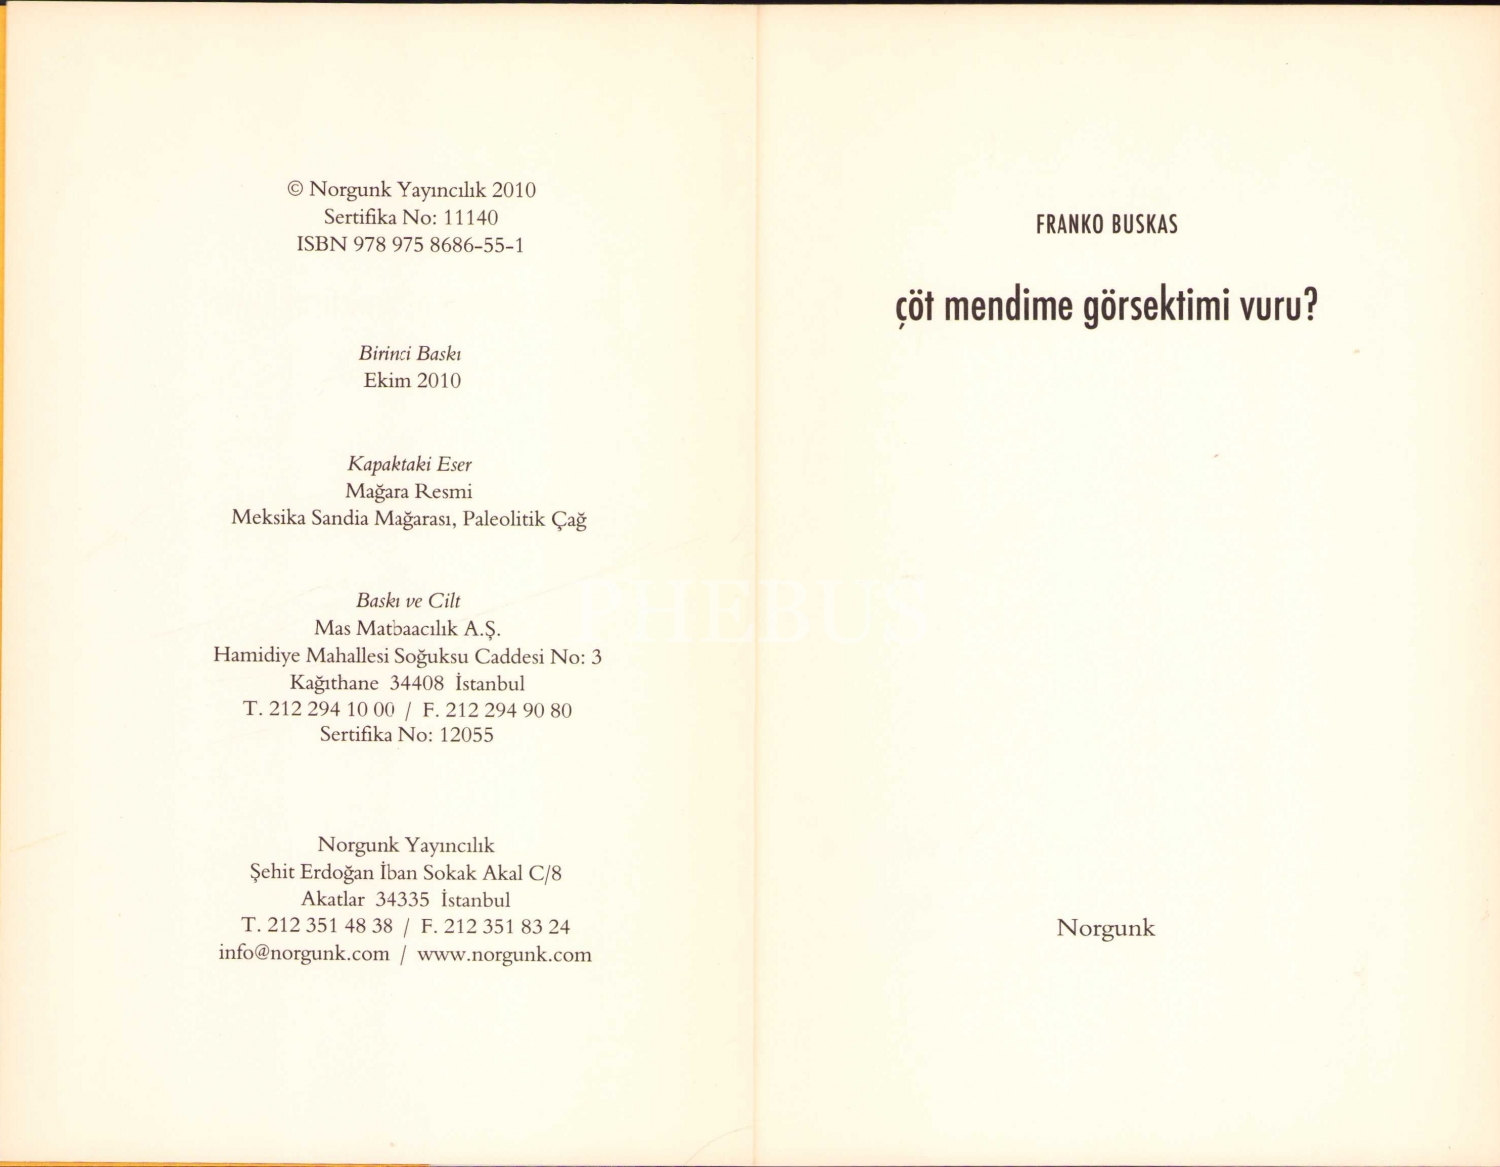 © Norgunk Yayıncılık 2010
Sertifika No: 11140
ISBN 978 975 8686-55-1
Birinci Baskı
Ekim 2010
Kapaktaki Eser
Mağara Resmi
Meksika Sandia Mağarası, Paleolitik Çağ
Baskı ve Cilt
Mas Matbaacılık A.Ş.
Hamidiye Mahallesi Soğuksu Caddesi No: 3
Kağıthane 34408 İstanbul
T. 212 294 10 00 / F. 212 294 90 80
Sertifika No: 12055
Norgunk Yayıncılık
Şehit Erdoğan İban Sokak Akal C/8
Akatlar 34335 İstanbul
T. 212 351 48 38 / F. 212 351 83 24
info@norgunk.com / www.norgunk.com
FRANKO BUSKAS
çöt mendime görsektimi vuru?
Norgunk
PHEBUS